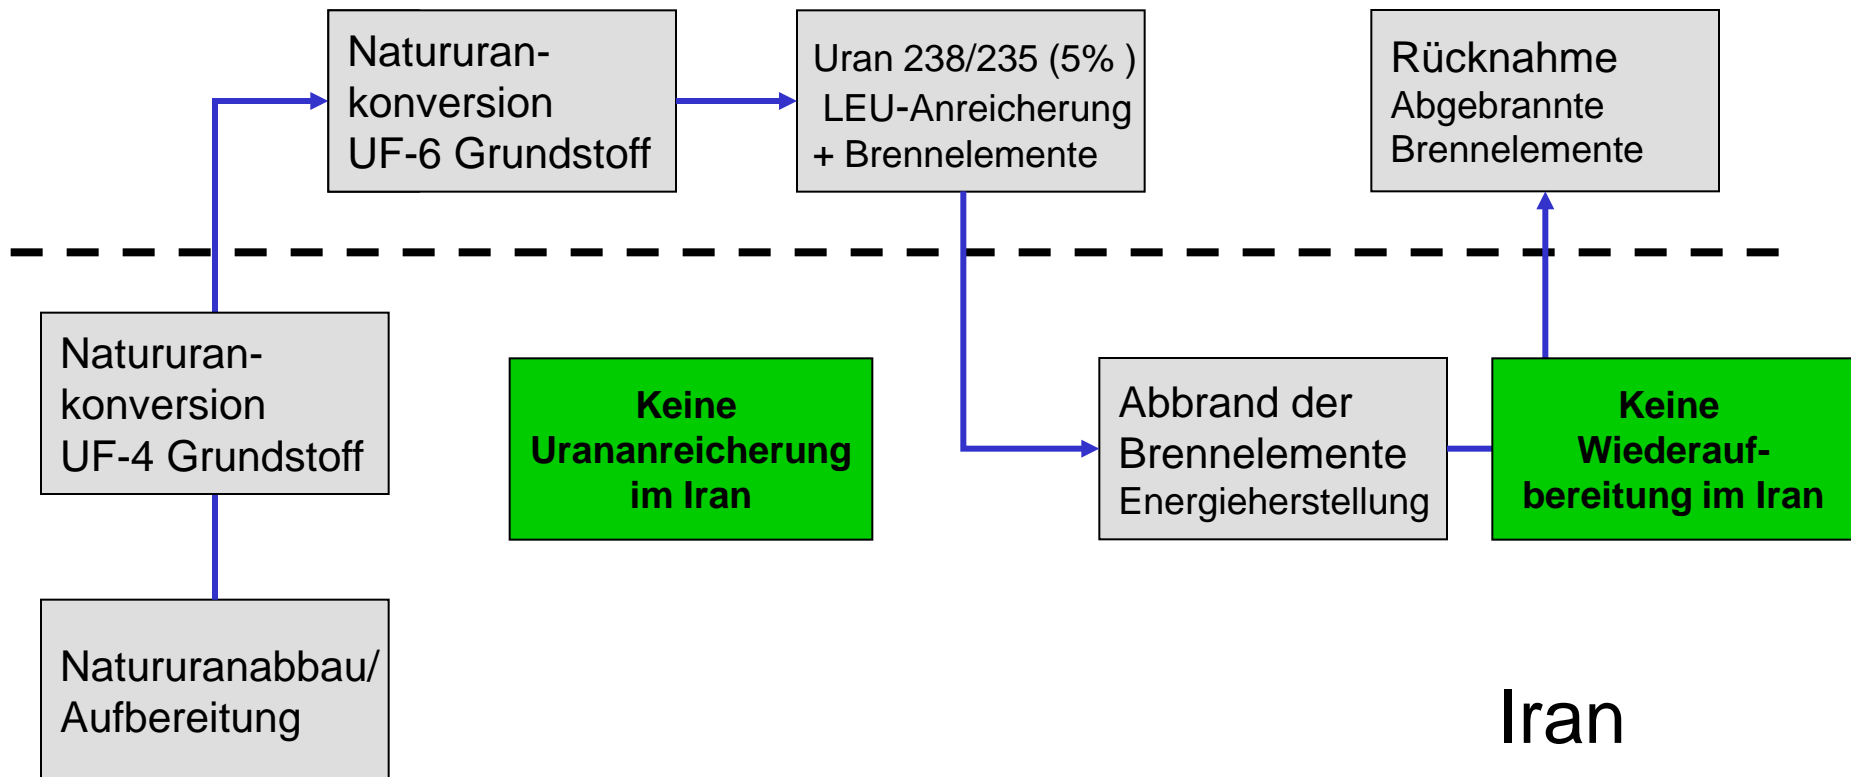 Natururan-
konversion
UF-6 Grundstoff
Uran 238/235 (5% )
LEU-Anreicherung
+ Brennelemente
Rücknahme
Abgebrannte
Brennelemente
Natururan-
konversion
UF-4 Grundstoff
Keine
Urananreicherung
im Iran
Abbrand der
Brennelemente
Energieherstellung
Keine
Wiederauf-
bereitung im Iran
Natururanabbau/
Aufbereitung
Iran